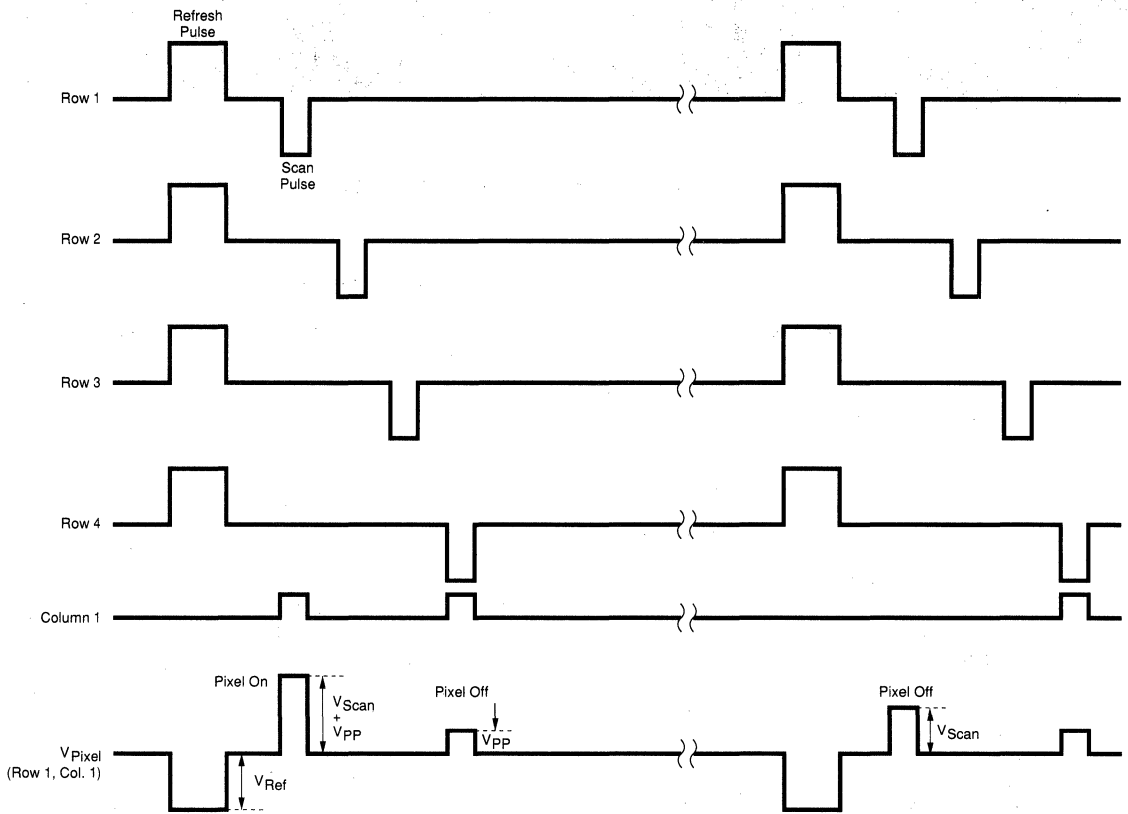 Refresh
Pulse
Row 1
Scan
Pulse
Row 2
Row 3
Row 4
Column 1
Pixel On
VScan
+
VPP
Pixel Off
VPP
Pixel Off
VScan
VPixel
(Row 1, Col. 1)
VRef